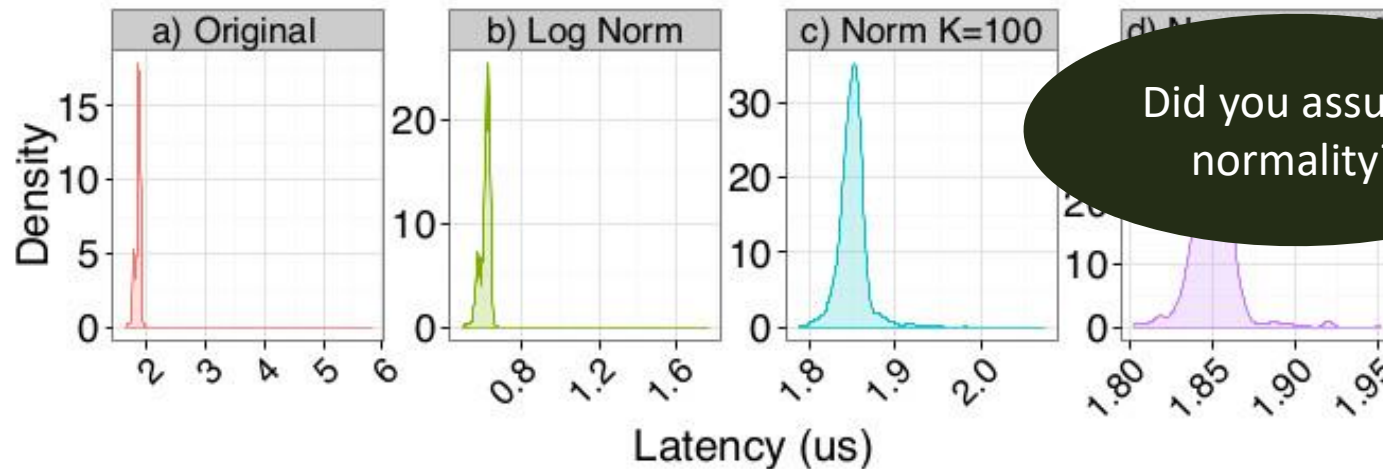 a) Original
b) Log Norm
c) Norm K=100
d)
Did you
normality
Density
15
10
5
0
20
10
0
30
20
10
0
10
0
2 3 4 5 6
0.8 1.2 1.6
1.8 1.9 2.0
1.80 1.85 1.90 1.95
Latency (us)